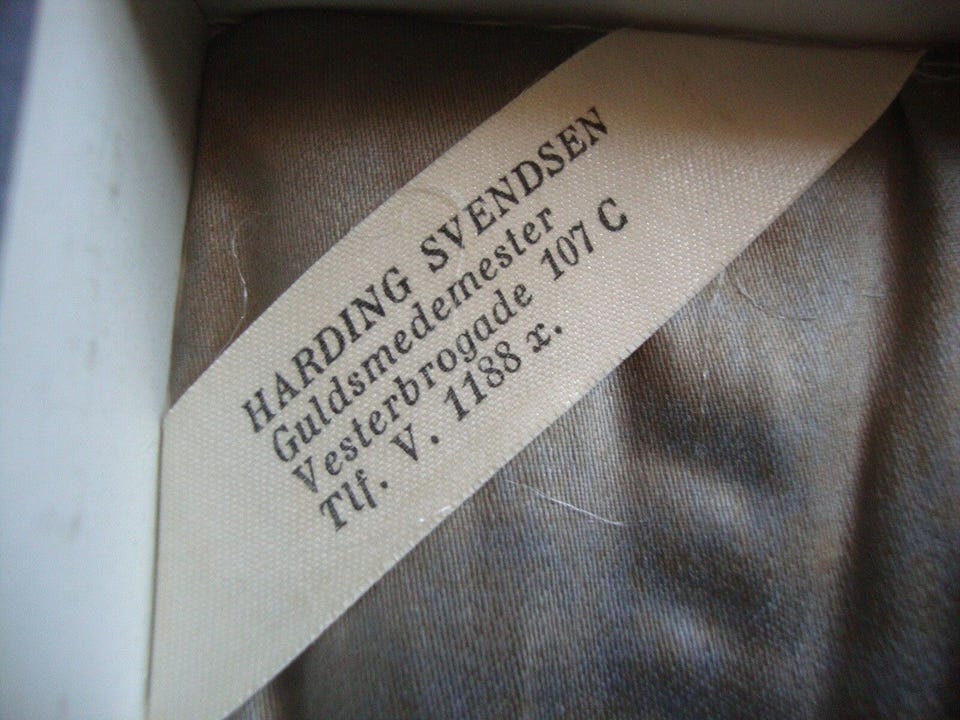 HARDING SVENDSEN
Guldsmedemester
Vesterbrogade 107 C
Tlf. V. 1188 x.